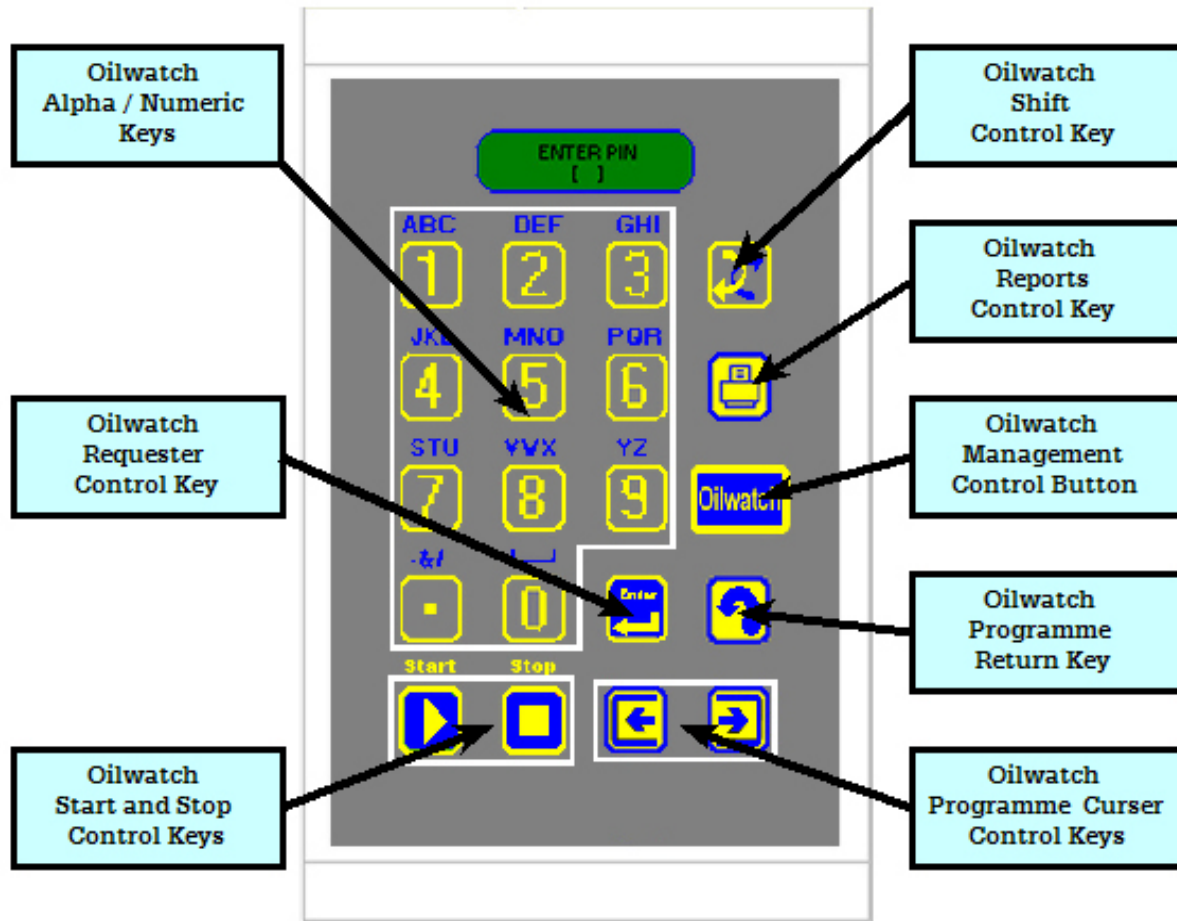 Oilwatch
Alpha / Numeric
Keys
Oilwatch
Requester
Control Key
Oilwatch
Start and Stop
Control Keys
ENTER PIN
[ ]
ABC DEF GHI
1 2 3
JKL MNO PQR
4 5 6
STU VWX YZ
7 8 9
Oilwatch
-&/
. 0
Enter
Start Stop
Oilwatch
Shift
Control Key
Oilwatch
Reports
Control Key
Oilwatch
Management
Control Button
Oilwatch
Programme
Return Key
Oilwatch
Programme Curser
Control Keys